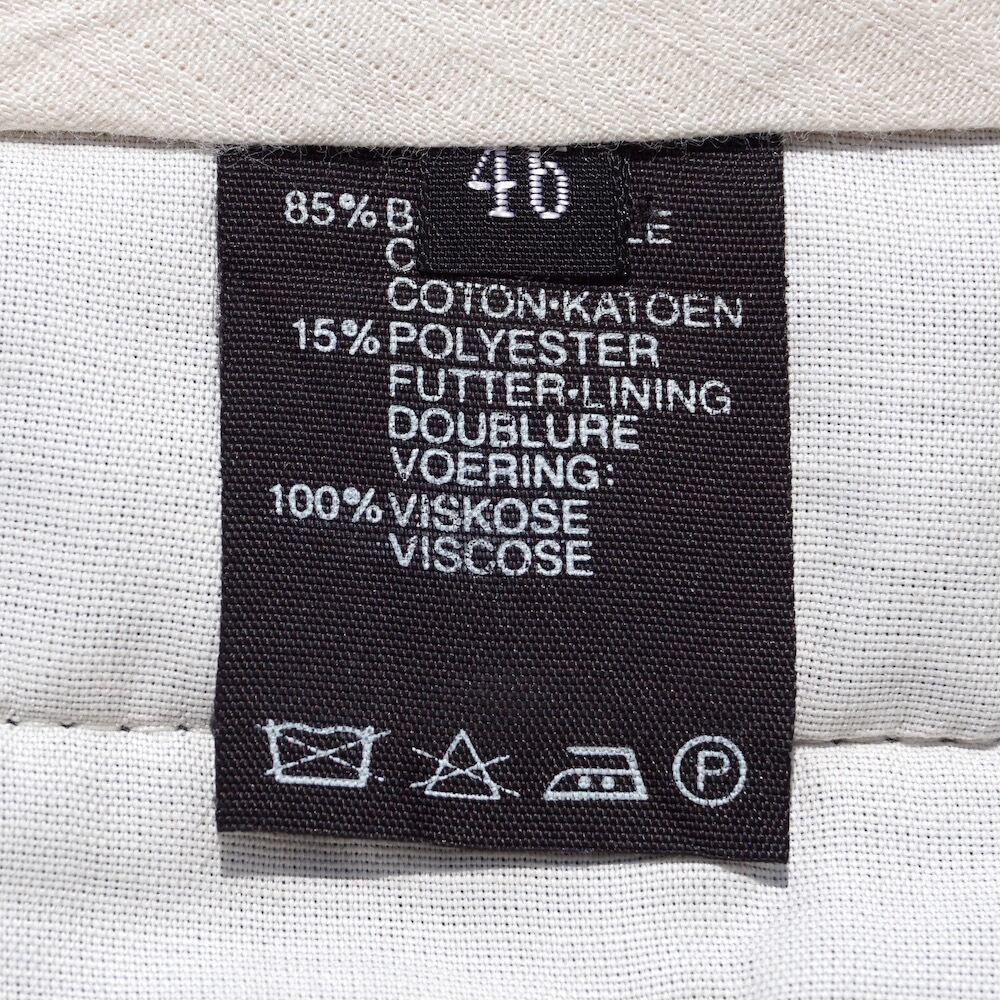 46
85%
COTON·KATOEN
15% POLYESTER
FUTTER·LINING
DOUBLURE
VOERING:
100% VISKOSE
VISCOSE
P